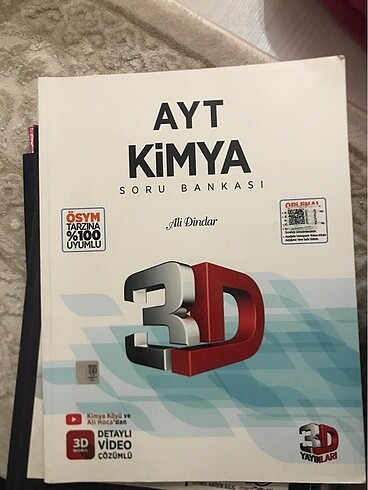 AYT
KİMYA
SORU BANKASI
Ali Dindar
ÖSYM
TARZINA
%100
UYUMLU
ORİJİNAL
3D
Kimya Köyü ve
Ali Hoca'dan
3D
MOBİL
DETAYLI
VİDEO
ÇÖZÜMLÜ
3D
YAYINLARI